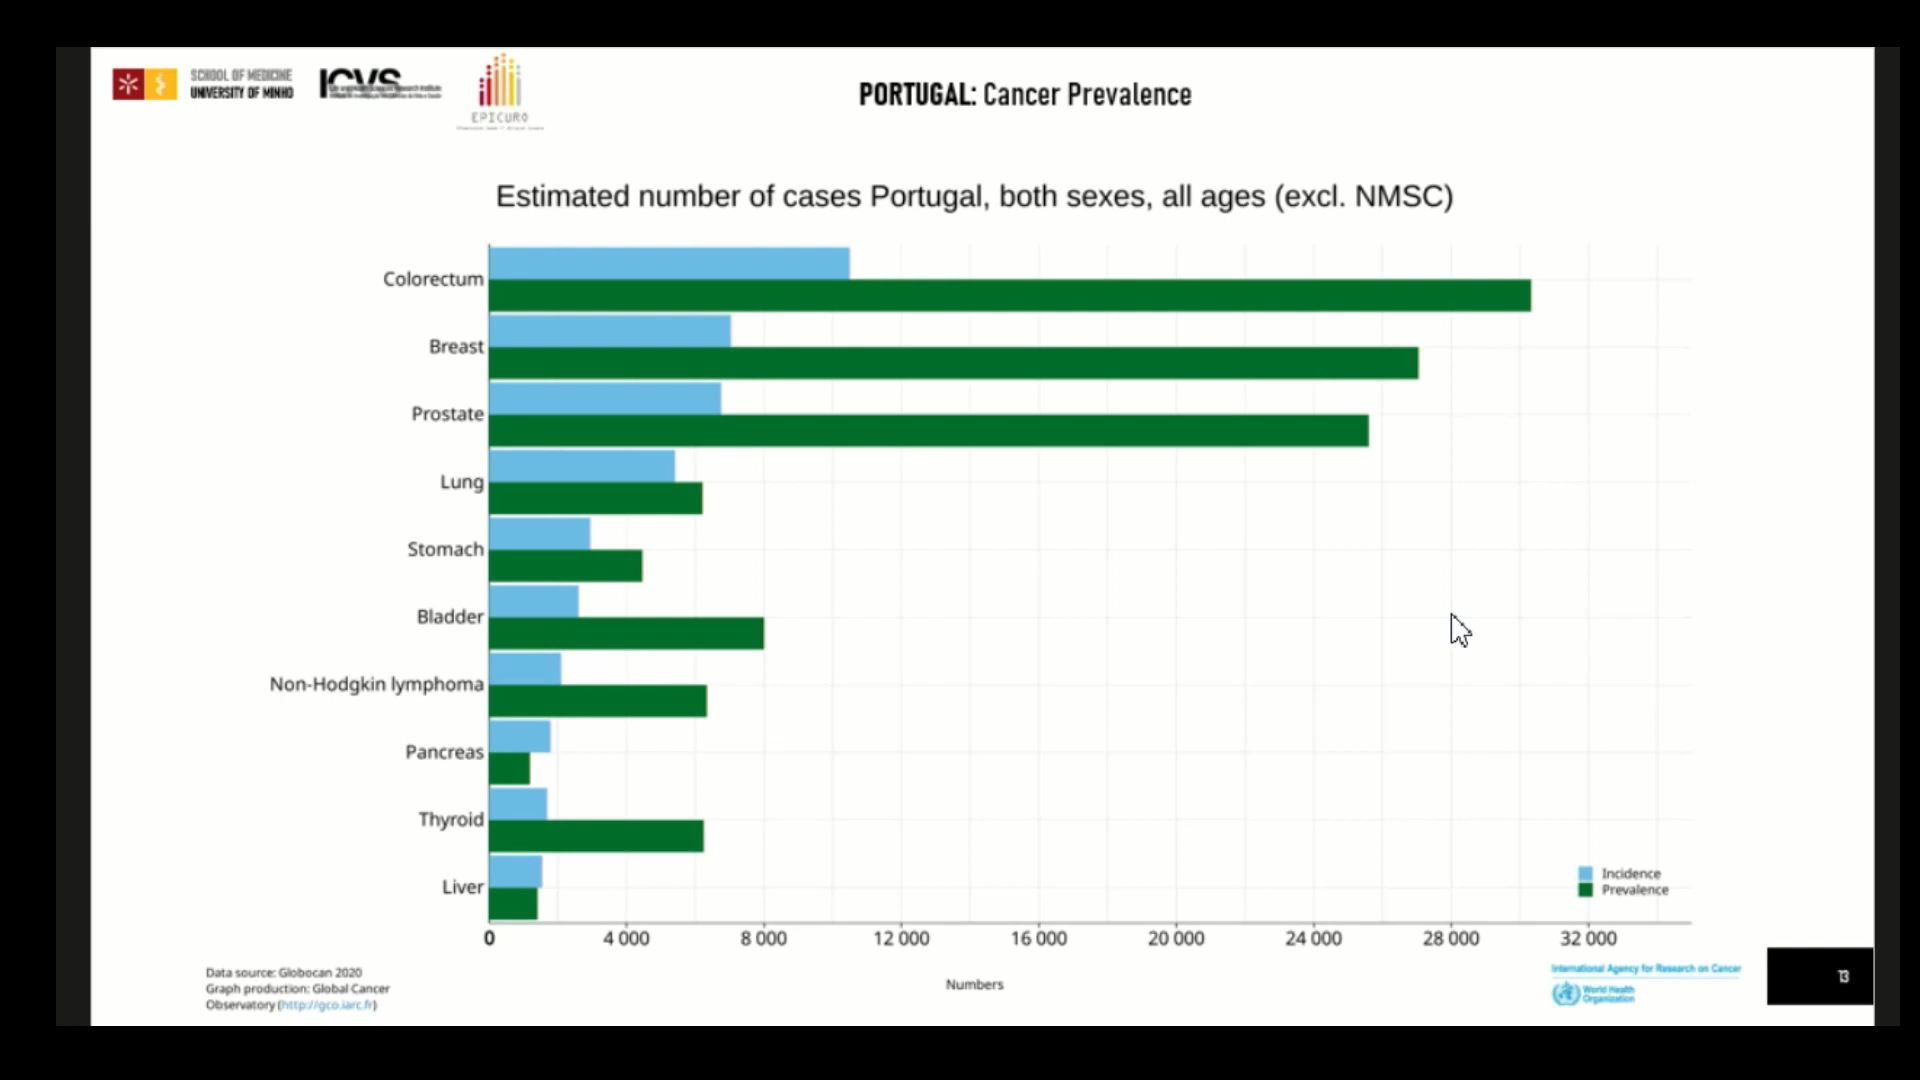 SCHOOL OF MEDICINE
UNIVERSITY OF MINHO
ICVS
EPICURO
PORTUGAL: Cancer Prevalence
Estimated number of cases Portugal, both sexes, all ages (excl. NMSC)
Colorectum
Breast
Prostate
Lung
Stomach
Bladder
Non-Hodgkin lymphoma
Pancreas
Thyroid
Liver
Incidence
Prevalence
0 4 000 8 000 12 000 16 000 20 000 24 000 28 000 32 000
Numbers
Data source: Globocan 2020
Graph production: Global Cancer
Observatory (http://gco.iarc.fr)
International Agency for Research on Cancer
World Health
Organization
13